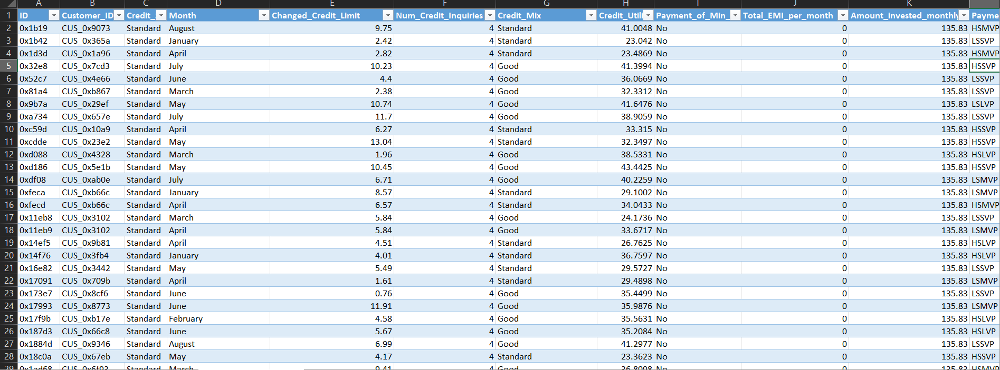 A B C D E F G H I J K
1 ID Customer_ID Credit_ Month Changed_Credit_Limit Num_Credit_Inquiries Credit_Mix Credit_Utili Payment_of_Min_ Total_EMI_per_month Amount_invested_monthly Payme
2 0x1b19 CUS_0x9073 Standard August 9.75 4 Standard 41.0048 No 0 135.83 HSMVP
3 0x1b42 CUS_0x365a Standard January 2.42 4 Standard 23.042 No 0 135.83 LSSVP
4 0x1d3d CUS_0x1a96 Standard April 2.82 4 Standard 23.4869 No 0 135.83 HSMVP
5 0x32e8 CUS_0x7cd3 Standard July 10.23 4 Good 41.3994 No 0 135.83 HSSVP
6 0x52c7 CUS_0x4e66 Standard June 4.4 4 Good 36.0669 No 0 135.83 LSSVP
7 0x81a4 CUS_0xb867 Standard March 2.38 4 Good 32.3312 No 0 135.83 LSSVP
8 0x9b7a CUS_0x29ef Standard May 10.74 4 Good 41.6476 No 0 135.83 LSLVP
9 0xa734 CUS_0x657e Standard July 11.7 4 Good 38.9059 No 0 135.83 LSSVP
10 0xc59d CUS_0x10a9 Standard April 6.27 4 Standard 33.315 No 0 135.83 HSSVP
11 0xcdde CUS_0x23e2 Standard May 13.04 4 Standard 32.3497 No 0 135.83 HSSVP
12 0xd088 CUS_0x4328 Standard March 1.96 4 Good 38.5331 No 0 135.83 HSLVP
13 0xd186 CUS_0x5e1b Standard May 10.45 4 Good 43.4425 No 0 135.83 HSSVP
14 0xdf08 CUS_0xab0e Standard July 6.71 4 Good 40.2259 No 0 135.83 LSMVP
15 0xfeca CUS_0xb66c Standard January 8.57 4 Standard 29.1002 No 0 135.83 LSMVP
16 0xfecd CUS_0xb66c Standard April 6.57 4 Standard 34.0433 No 0 135.83 HSMVP
17 0x11eb8 CUS_0x3102 Standard March 5.84 4 Good 24.1736 No 0 135.83 LSSVP
18 0x11eb9 CUS_0x3102 Standard April 5.84 4 Good 33.6717 No 0 135.83 LSMVP
19 0x14ef5 CUS_0x9b81 Standard April 4.51 4 Standard 26.7625 No 0 135.83 HSLVP
20 0x14f76 CUS_0x3fb4 Standard January 4.01 4 Standard 36.7597 No 0 135.83 HSLVP
21 0x16e82 CUS_0x3442 Standard May 5.49 4 Standard 29.5727 No 0 135.83 LSSVP
22 0x17091 CUS_0x709b Standard April 1.61 4 Standard 29.4898 No 0 135.83 LSMVP
23 0x173e7 CUS_0x8cf6 Standard June 0.76 4 Good 35.4499 No 0 135.83 LSSVP
24 0x17993 CUS_0x8773 Standard June 11.91 4 Good 35.9876 No 0 135.83 LSMVP
25 0x17f9b CUS_0xb17e Standard February 4.58 4 Good 35.5631 No 0 135.83 HSLVP
26 0x187d3 CUS_0x66c8 Standard June 5.67 4 Good 35.2084 No 0 135.83 HSLVP
27 0x1884d CUS_0x9346 Standard August 6.99 4 Good 41.2977 No 0 135.83 LSSVP
28 0x18c0a CUS_0x67eb Standard May 4.17 4 Standard 23.3623 No 0 135.83 HSSVP
29 0x1ad68 CUS_0x6f93 Standard March 9.41 4 Good 36.8098 No 0 135.83 HSMVP